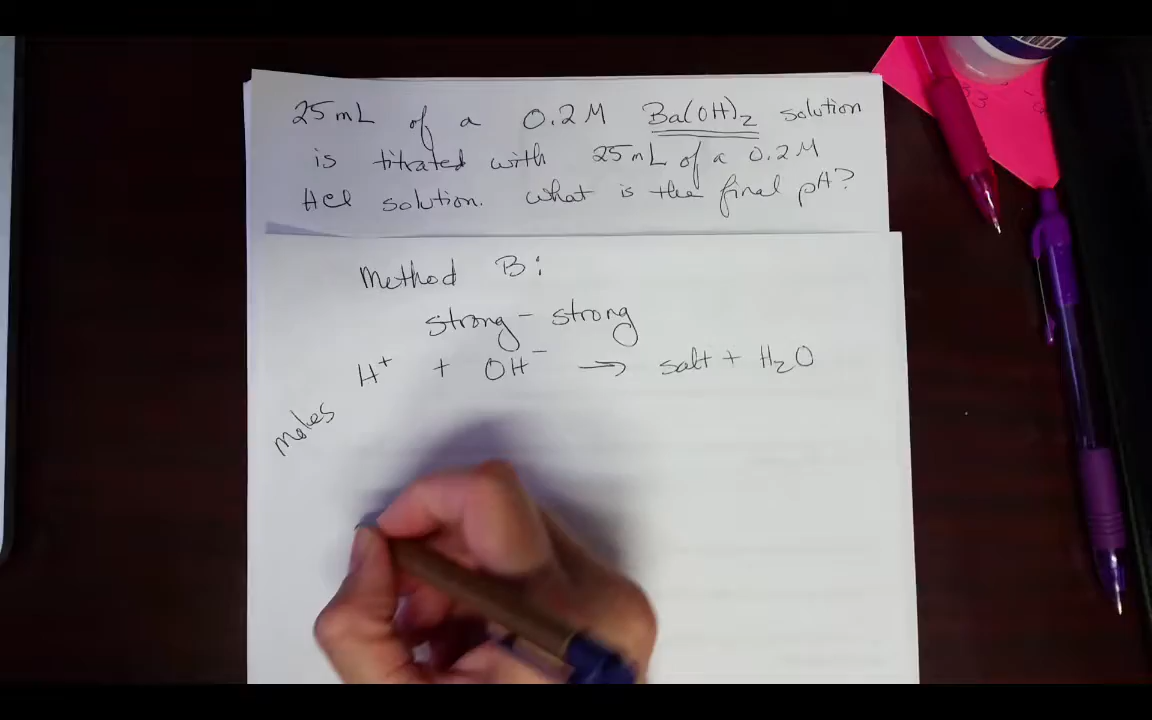 25 mL of a 0.2 M Ba(OH)₂ solution
is titrated with 25 mL of a 0.2 M
HCl solution. What is the final pH?
Method B:
strong - strong
H⁺ + OH⁻ → salt + H₂O
moles